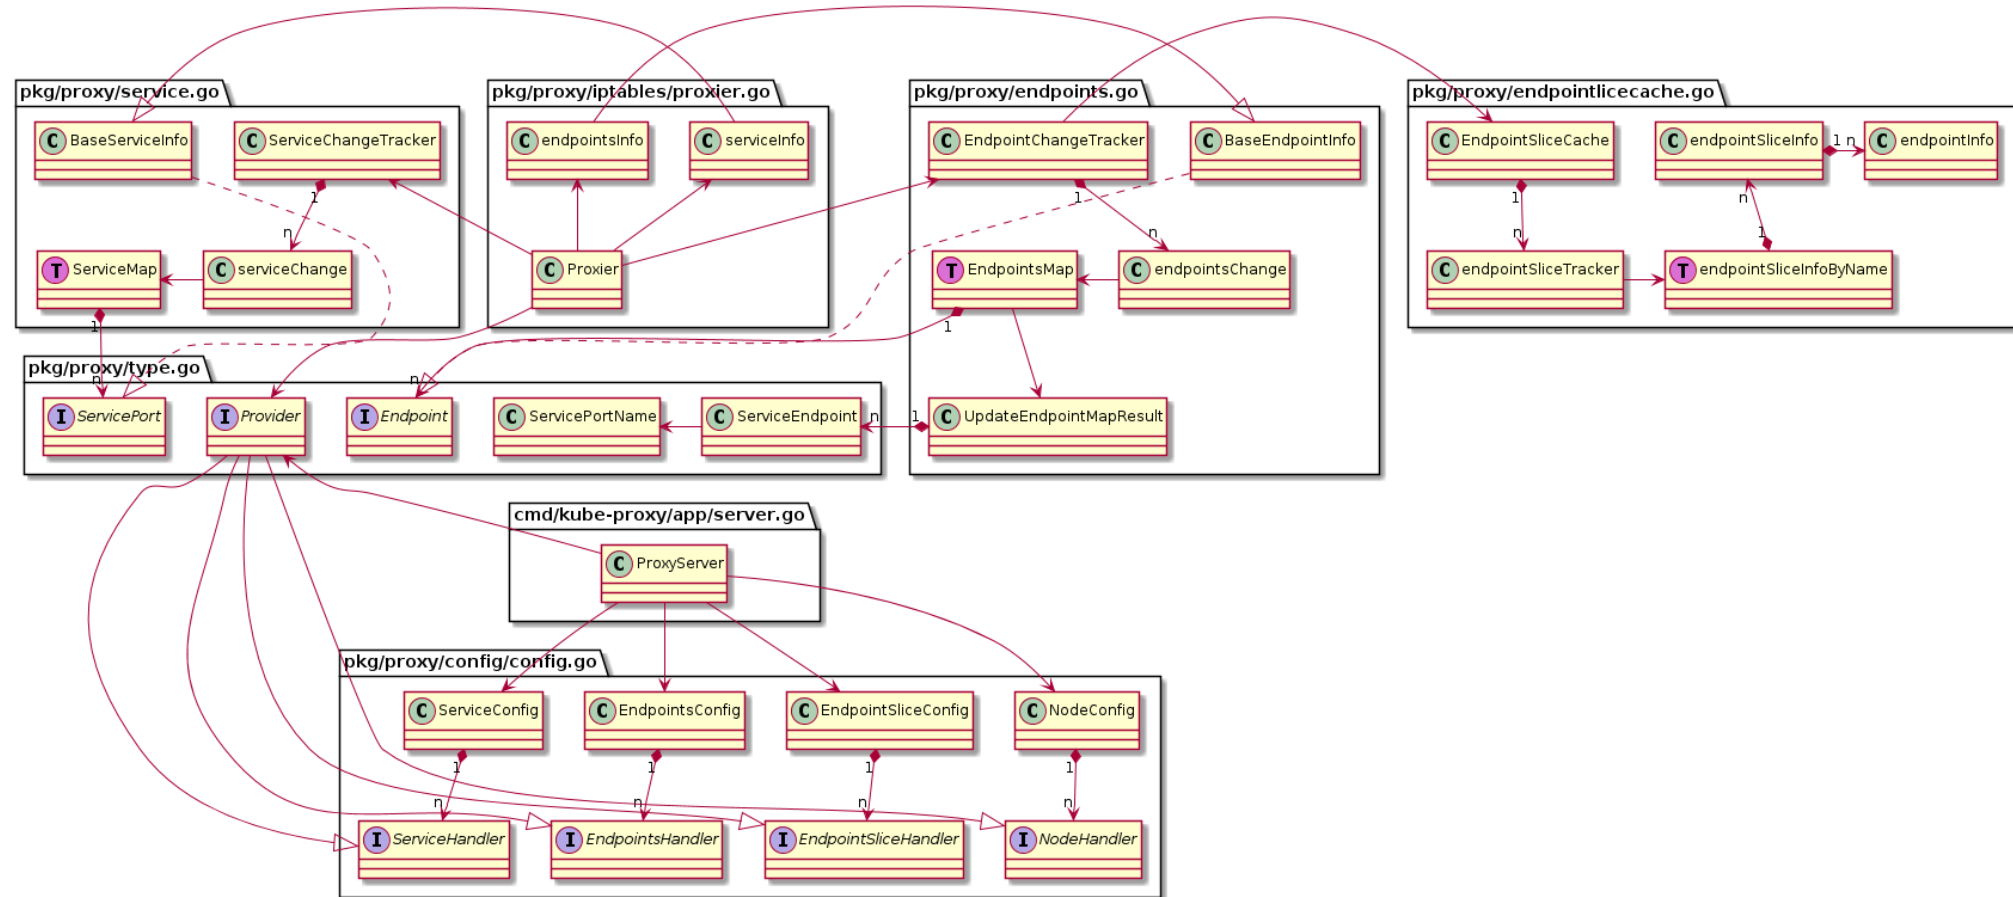 pkg/proxy/service.go
pkg/proxy/iptables/proxier.go
pkg/proxy/endpoints.go
pkg/proxy/endpointlicecache.go
C BaseServiceInfo
C ServiceChangeTracker
C endpointsInfo
C serviceInfo
C EndpointChangeTracker
C BaseEndpointInfo
C EndpointSliceCache
C endpointSliceInfo
1 n
C endpointInfo
1
1
1
n
n
n
n
1
T ServiceMap
C serviceChange
C Proxier
T EndpointsMap
C endpointsChange
C endpointSliceTracker
T endpointSliceInfoByName
1
1
pkg/proxy/type.go
n
n
I ServicePort
I Provider
I Endpoint
C ServicePortName
C ServiceEndpoint
n 1
C UpdateEndpointMapResult
cmd/kube-proxy/app/server.go
C ProxyServer
pkg/proxy/config/config.go
C ServiceConfig
C EndpointsConfig
C EndpointSliceConfig
C NodeConfig
1
1
1
1
n
n
n
n
I ServiceHandler
I EndpointsHandler
I EndpointSliceHandler
I NodeHandler